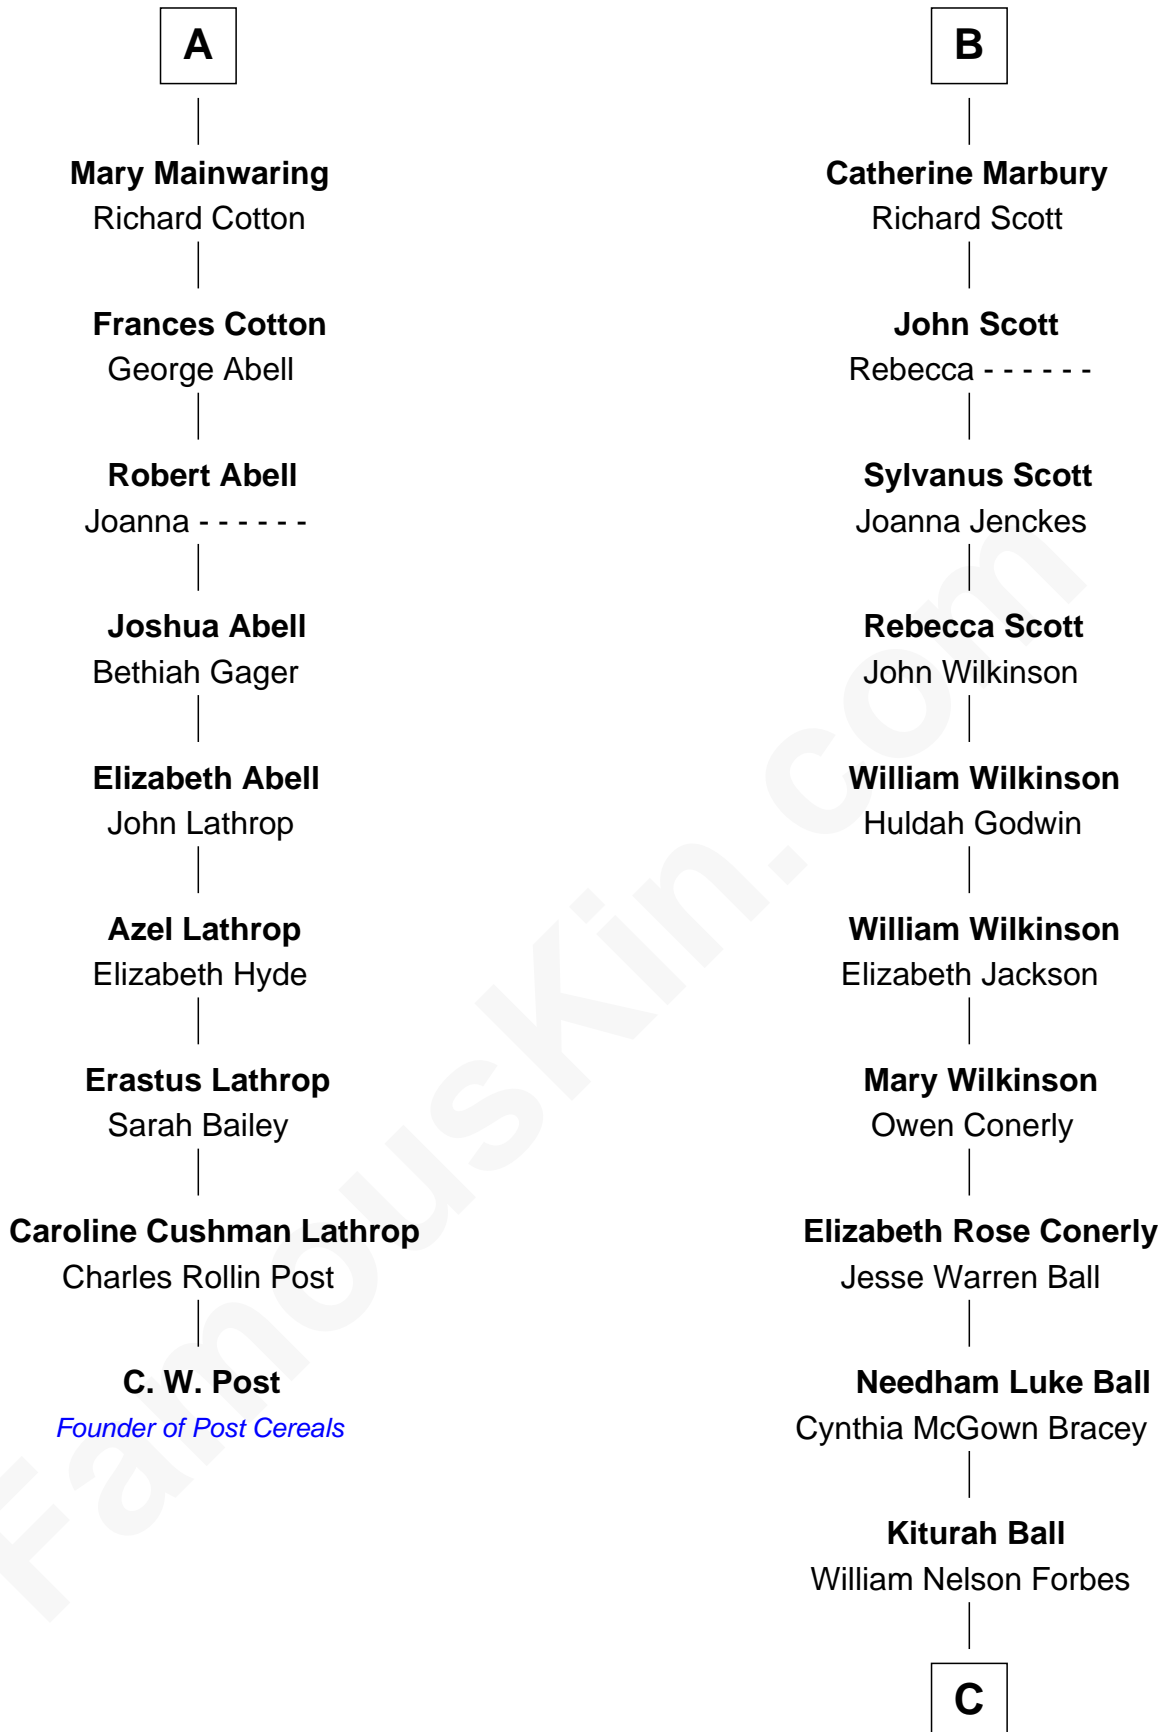 A
Mary Mainwaring
Richard Cotton
Frances Cotton
George Abell
Robert Abell
Joanna - - - - - -
Joshua Abell
Bethiah Gager
Elizabeth Abell
John Lathrop
Azel Lathrop
Elizabeth Hyde
Erastus Lathrop
Sarah Bailey
Caroline Cushman Lathrop
Charles Rollin Post
C. W. Post
Founder of Post Cereals
B
Catherine Marbury
Richard Scott
John Scott
Rebecca - - - - - -
Sylvanus Scott
Joanna Jenckes
Rebecca Scott
John Wilkinson
William Wilkinson
Huldah Godwin
William Wilkinson
Elizabeth Jackson
Mary Wilkinson
Owen Conerly
Elizabeth Rose Conerly
Jesse Warren Ball
Needham Luke Ball
Cynthia McGown Bracey
Kiturah Ball
William Nelson Forbes
C
FamousKin.com